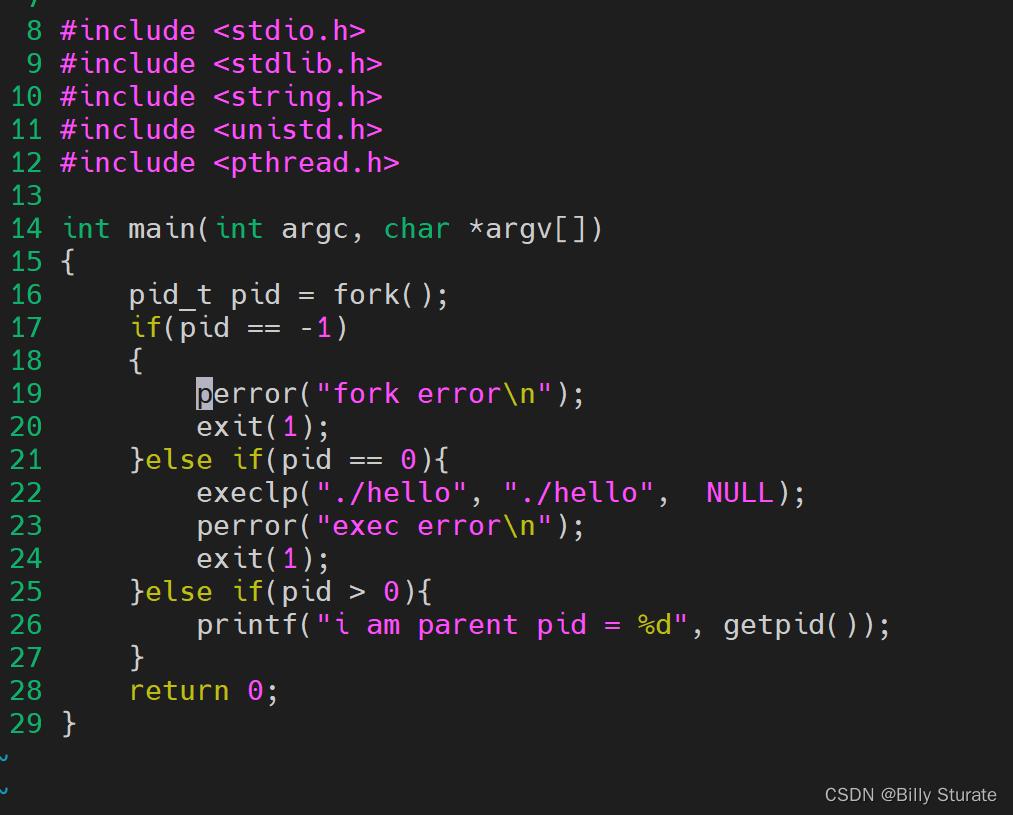 8 #include <stdio.h>
9 #include <stdlib.h>
10 #include <string.h>
11 #include <unistd.h>
12 #include <pthread.h>
13
14 int main(int argc, char *argv[])
15 {
16     pid_t pid = fork();
17     if(pid == -1)
18     {
19         perror("fork error\n");
20         exit(1);
21     }else if(pid == 0){
22         execlp("./hello", "./hello",  NULL);
23         perror("exec error\n");
24         exit(1);
25     }else if(pid > 0){
26         printf("i am parent pid = %d", getpid());
27     }
28     return 0;
29 }
~
~
CSDN @Billy Sturate